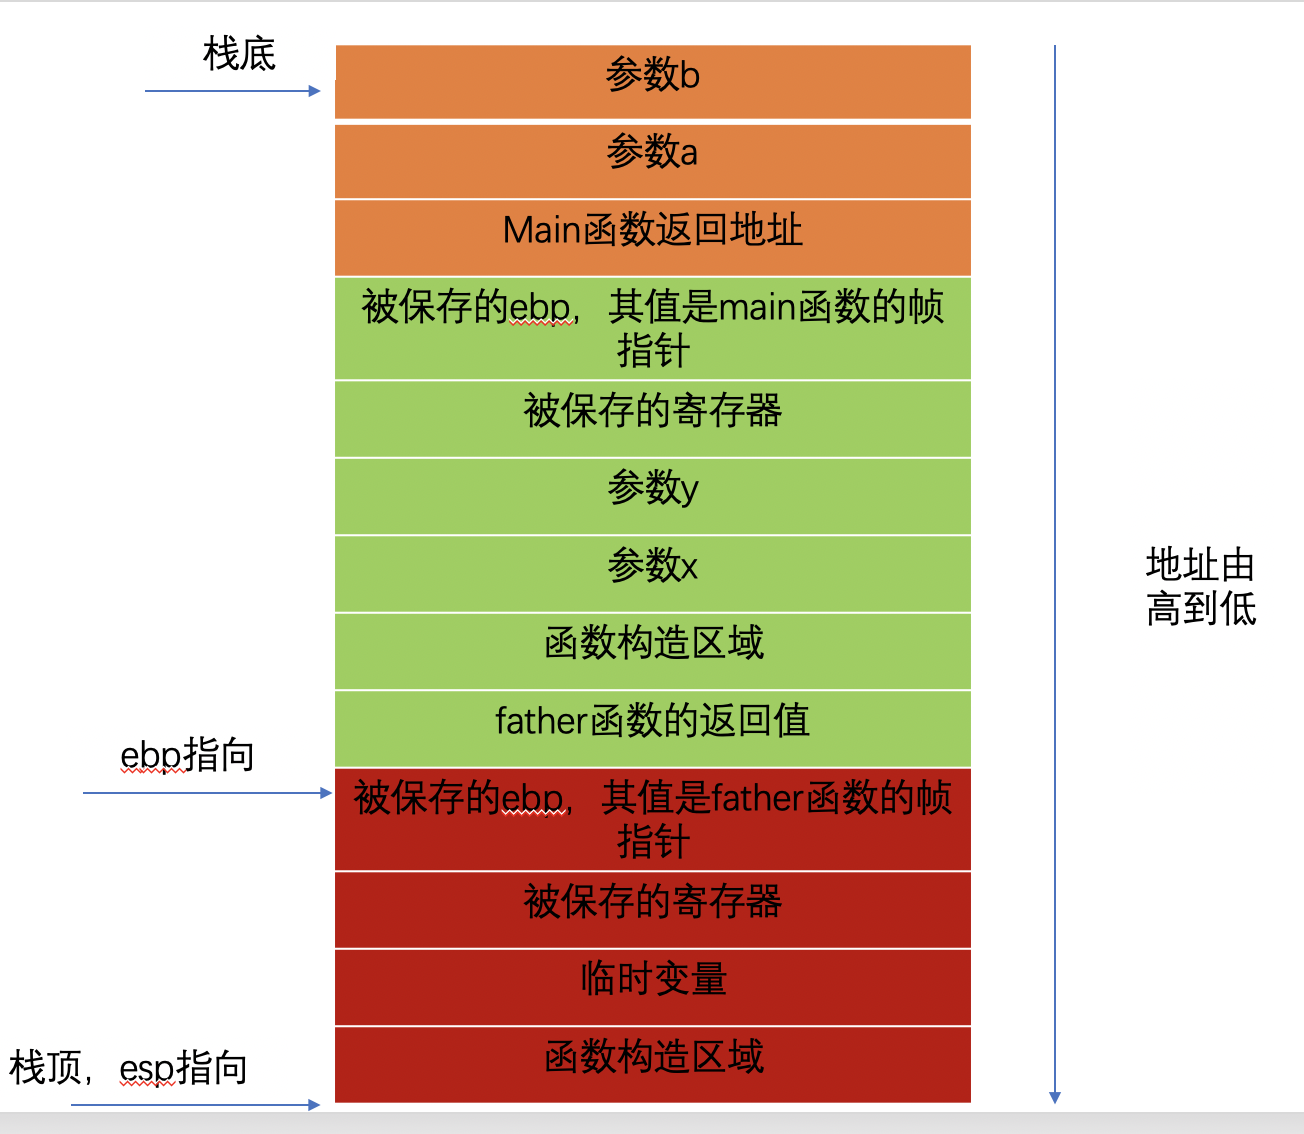 栈底
参数b
参数a
Main函数返回地址
被保存的ebp， 其值是main函数的帧
指针
被保存的寄存器
参数y
参数x
函数构造区域
father函数的返回值
ebp指向
被保存的ebp， 其值是father函数的帧
指针
被保存的寄存器
临时变量
函数构造区域
栈顶，esp指向
地址由
高到低